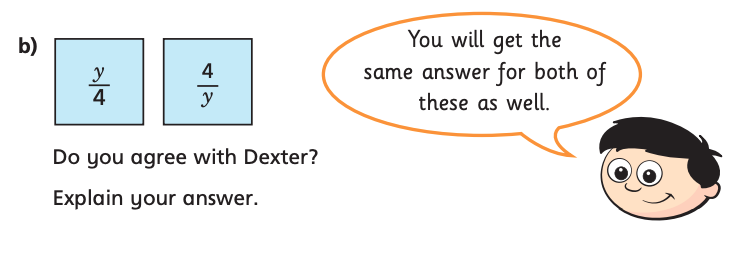 b)
y/4
4/y
You will get the
same answer for both of
these as well.
Do you agree with Dexter?
Explain your answer.